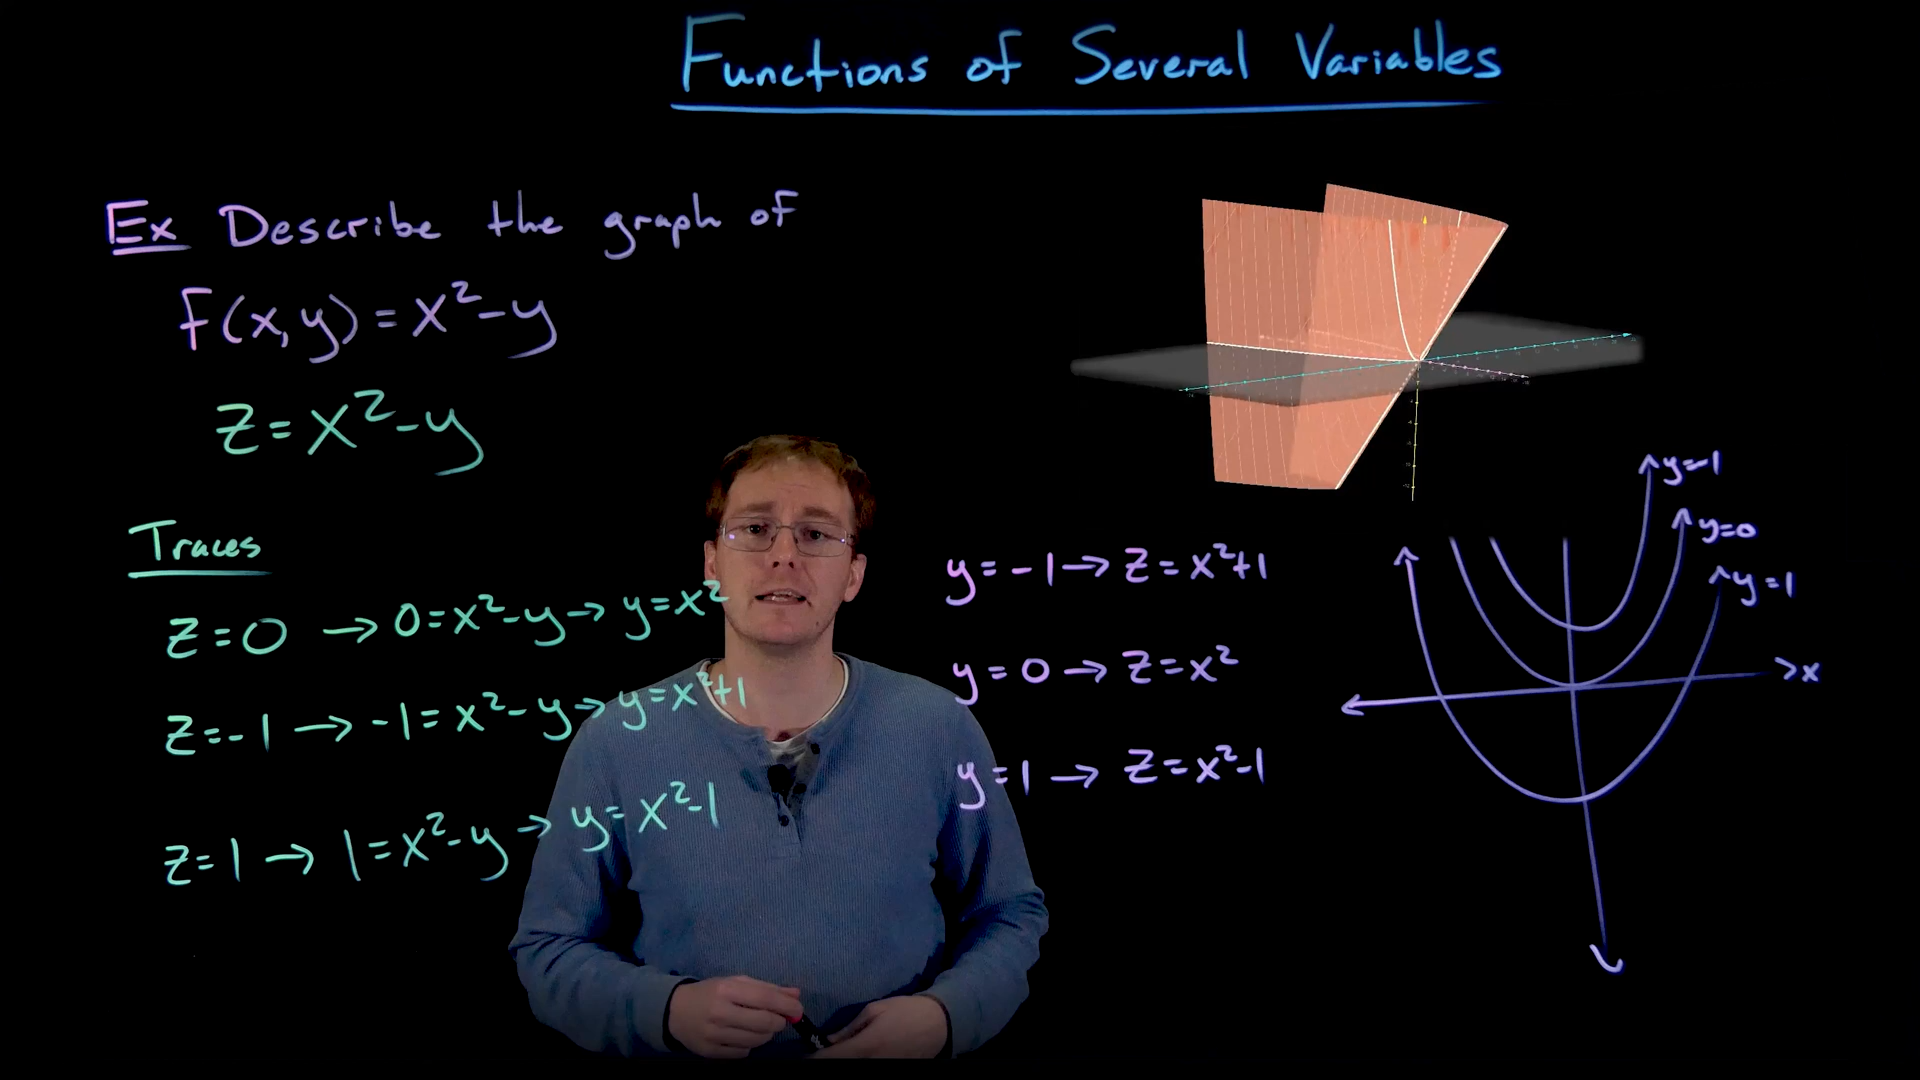 Functions of Several Variables
Ex Describe the graph of
f(x,y)=x²-y
z=x²-y
Traces
z=0 → 0=x²-y → y=x²
z=-1 → -1=x²-y → y=x²+1
z=1 → 1=x²-y → y=x²-1
y=-1 → z=x²+1
y=0 → z=x²
y=1 → z=x²-1
y=-1
y=0
y=1
x